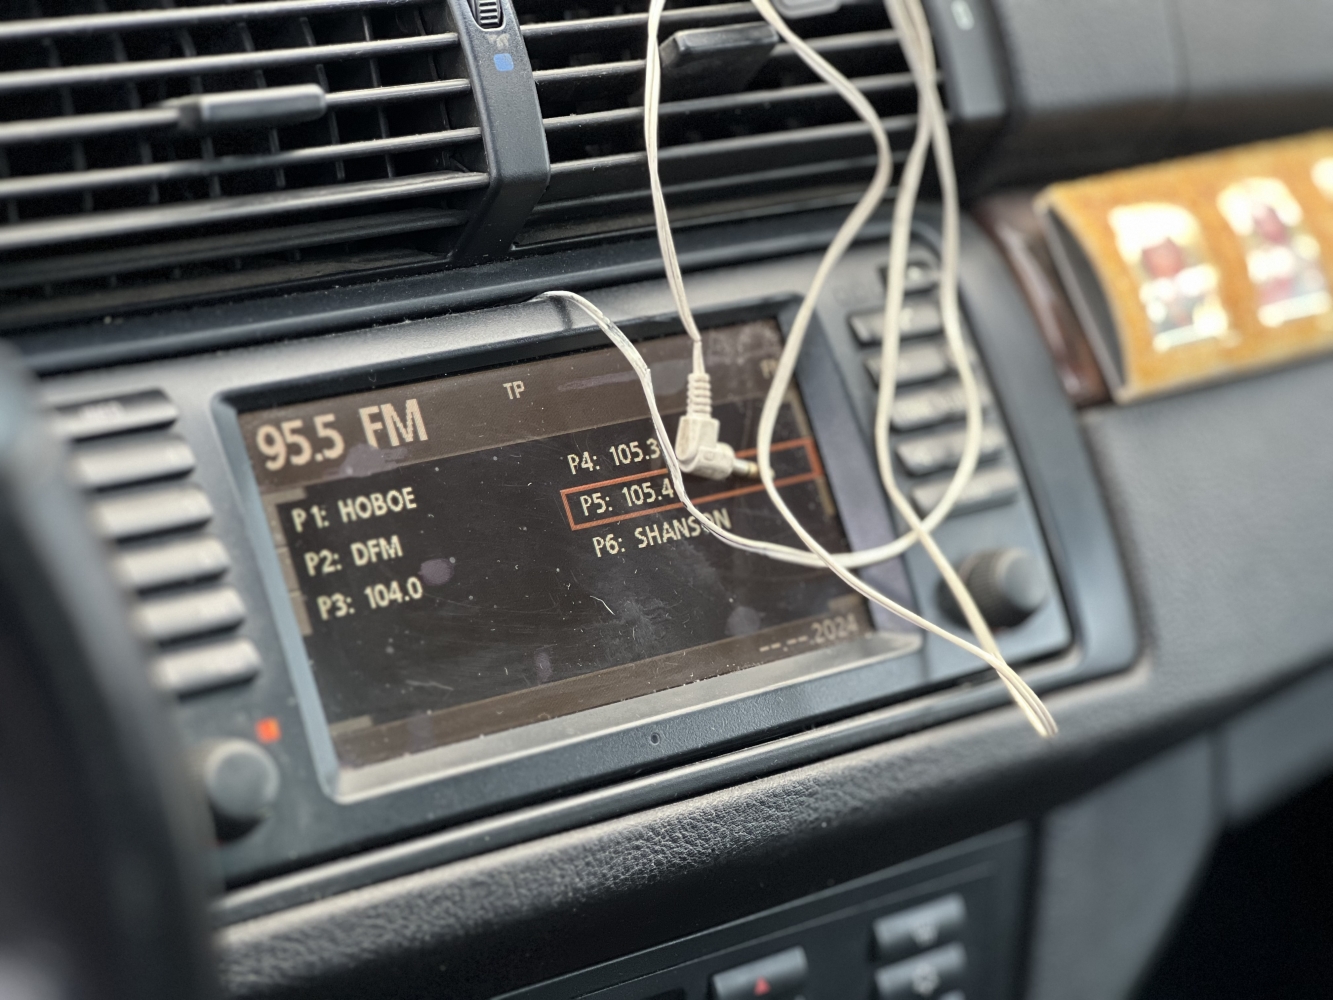 95.5 FM
TP
P1: HOBOE
P2: DFM
P3: 104.0
P4: 105.3
P5: 105.4
P6: SHANSON
--.--.2024